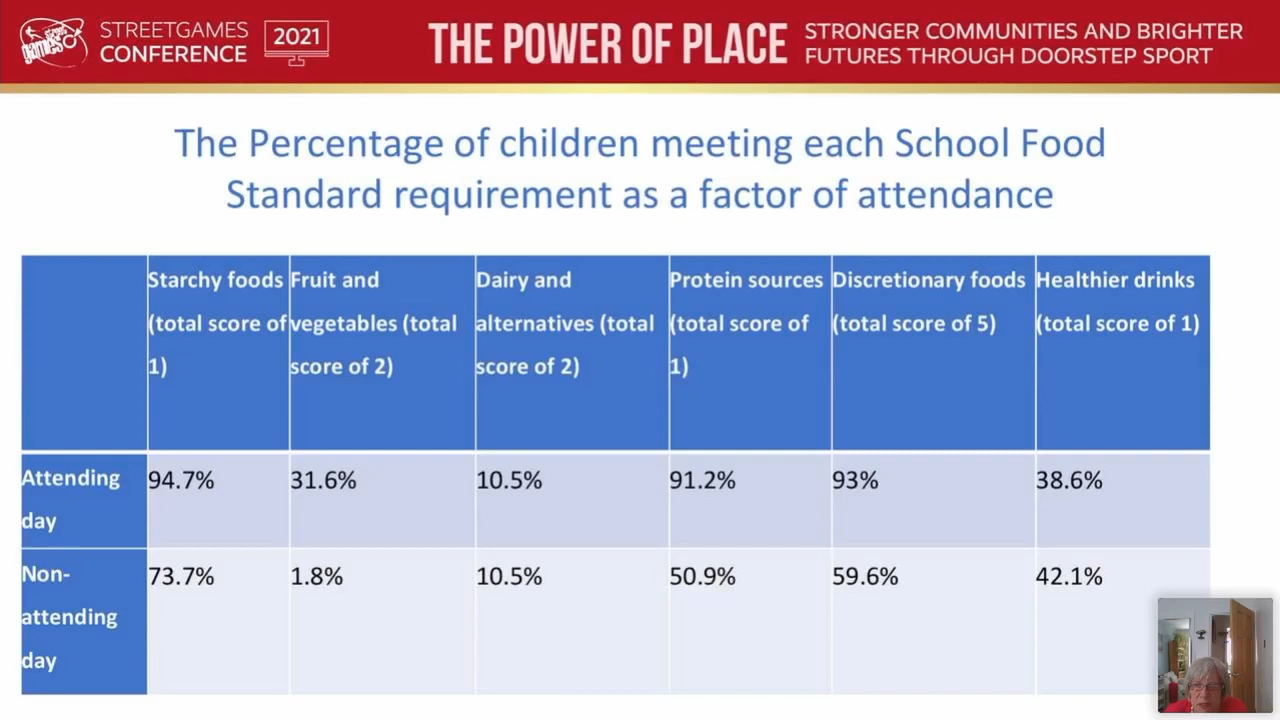 STREETGAMES
CONFERENCE
2021
THE POWER OF PLACE
STRONGER COMMUNITIES AND BRIGHTER
FUTURES THROUGH DOORSTEP SPORT
The Percentage of children meeting each School Food
Standard requirement as a factor of attendance
Starchy foods
(total score of
1)
Fruit and
vegetables (total
score of 2)
Dairy and
alternatives (total
score of 2)
Protein sources
(total score of
1)
Discretionary foods
(total score of 5)
Healthier drinks
(total score of 1)
Attending
day
94.7%
31.6%
10.5%
91.2%
93%
38.6%
Non-
attending
day
73.7%
1.8%
10.5%
50.9%
59.6%
42.1%